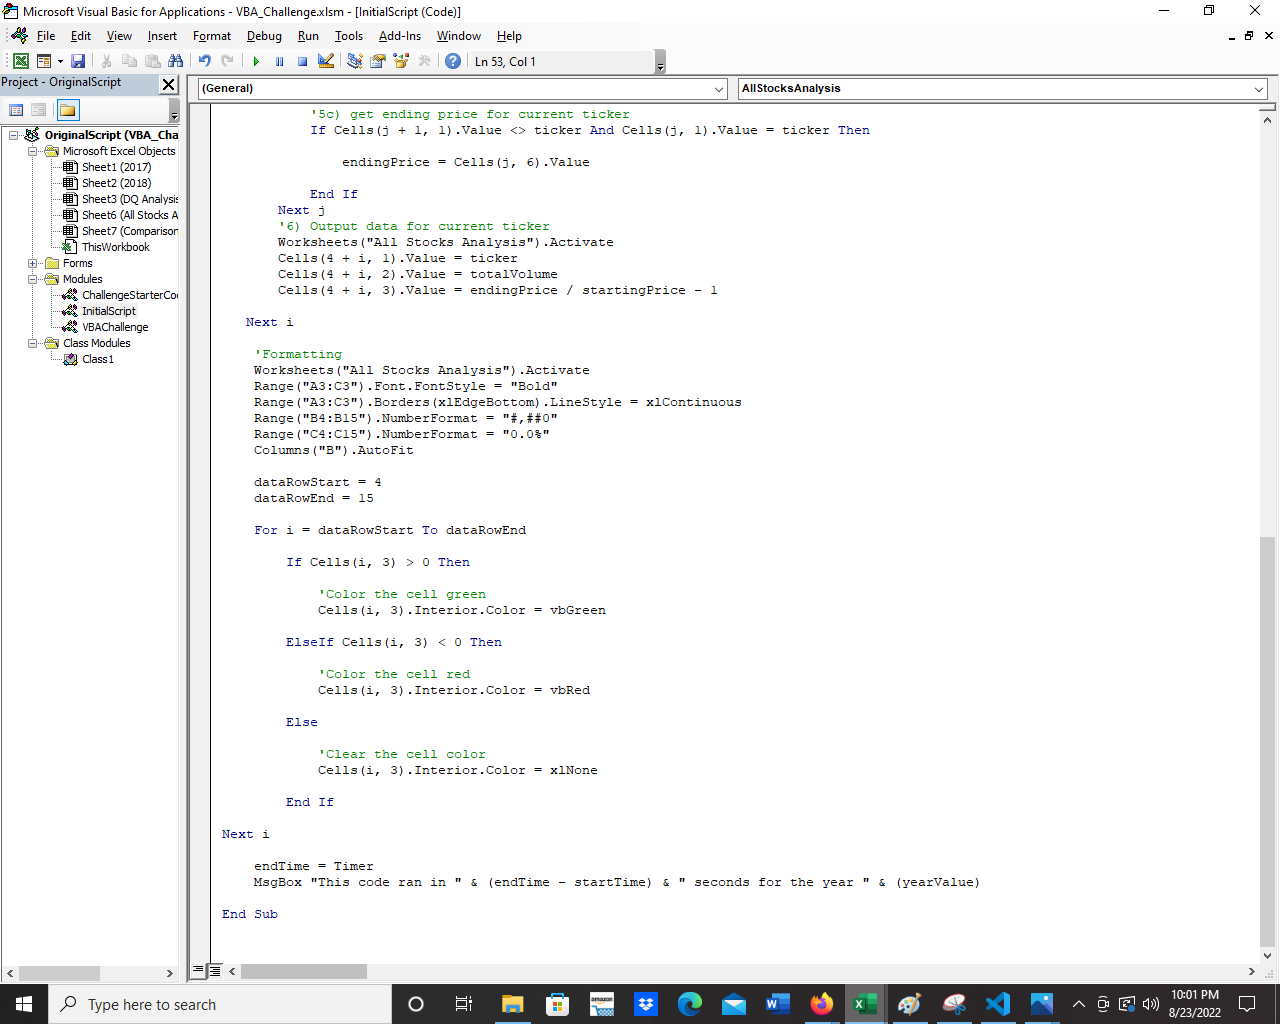 Microsoft Visual Basic for Applications - VBA_Challenge.xlsm - [InitialScript (Code)]
File Edit View Insert Format Debug Run Tools Add-Ins Window Help
Ln 53, Col 1
Project - OriginalScript
(General)
AllStocksAnalysis
OriginalScript (VBA_Cha
Microsoft Excel Objects
Sheet1 (2017)
Sheet2 (2018)
Sheet3 (DQ Analysis
Sheet6 (All Stocks A
Sheet7 (Comparison
ThisWorkbook
Forms
Modules
ChallengeStarterCo
InitialScript
VBAChallenge
Class Modules
Class1
'5c) get ending price for current ticker
If Cells(j + 1, 1).Value <> ticker And Cells(j, 1).Value = ticker Then
endingPrice = Cells(j, 6).Value
End If
Next j
'6) Output data for current ticker
Worksheets("All Stocks Analysis").Activate
Cells(4 + i, 1).Value = ticker
Cells(4 + i, 2).Value = totalVolume
Cells(4 + i, 3).Value = endingPrice / startingPrice - 1
Next i
'Formatting
Worksheets("All Stocks Analysis").Activate
Range("A3:C3").Font.FontStyle = "Bold"
Range("A3:C3").Borders(xlEdgeBottom).LineStyle = xlContinuous
Range("B4:B15").NumberFormat = "#,##0"
Range("C4:C15").NumberFormat = "0.0%"
Columns("B").AutoFit
dataRowStart = 4
dataRowEnd = 15
For i = dataRowStart To dataRowEnd
If Cells(i, 3) > 0 Then
'Color the cell green
Cells(i, 3).Interior.Color = vbGreen
ElseIf Cells(i, 3) < 0 Then
'Color the cell red
Cells(i, 3).Interior.Color = vbRed
Else
'Clear the cell color
Cells(i, 3).Interior.Color = xlNone
End If
Next i
endTime = Timer
MsgBox "This code ran in " & (endTime - startTime) & " seconds for the year " & (yearValue)
End Sub
Type here to search
amazon
10:01 PM
8/23/2022